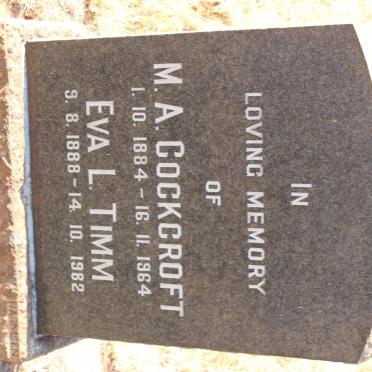 IN
LOVING MEMORY
OF
M. A. COCKCROFT
1. 10. 1884 – 16. 11. 1964
EVA L. TIMM
9. 8. 1888 – 14. 10. 1982